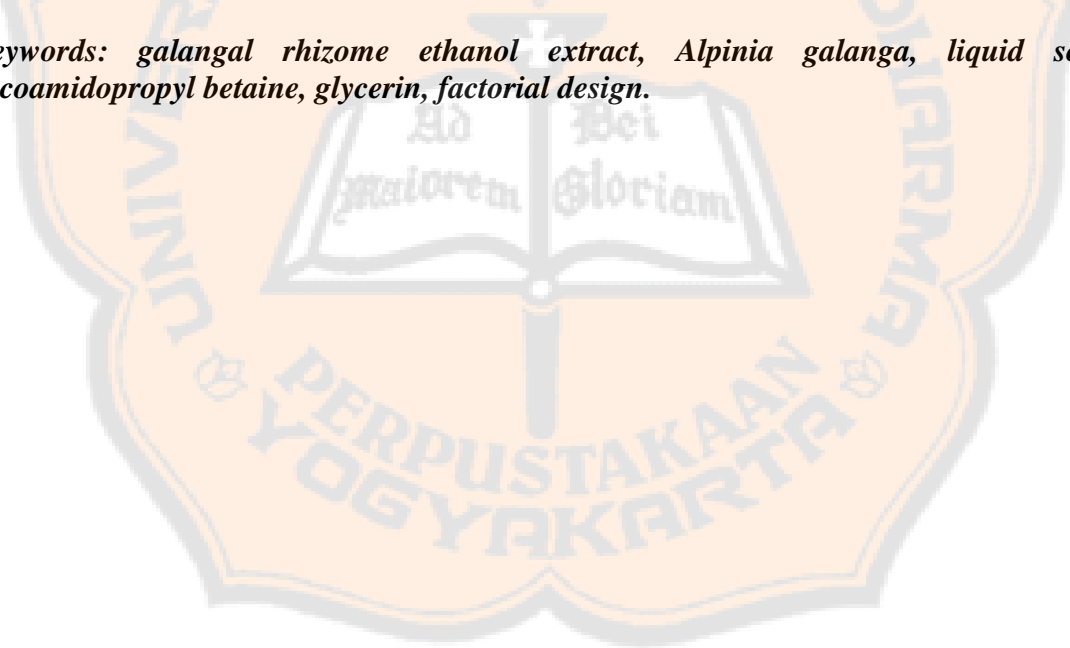 eywords: galangal rhizome ethanol extract, Alpinia galanga, liquid so
coamidopropyl betaine, glycerin, factorial design.
Ad Dei
Maiorem Gloriam
PERPUSTAKAAN
YOGYAKARTA